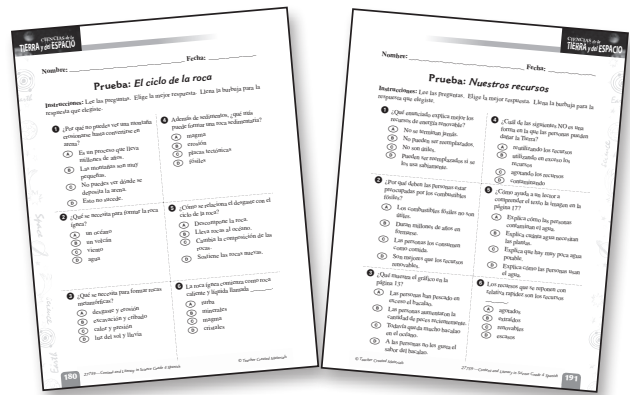 CIENCIAS de la
TIERRA y del ESPACIO
Nombre:
Fecha:
Prueba: El ciclo de la roca
Instrucciones: Lee las preguntas. Elige la mejor respuesta. Llena la burbuja para la
respuesta que elegiste.
1 ¿Por qué no puedes ver una montaña
erosionarse hasta convertirse en
arena?
A Es un proceso que lleva
millones de años.
B Las montañas son muy
pequeñas.
C No puedes ver dónde se
deposita la arena.
D Esto no sucede.
2 ¿Qué se necesita para formar la roca
ígnea?
A un océano
B un volcán
C viento
D agua
3 ¿Qué se necesita para formar rocas
metamórficas?
A desgaste y erosión
B excavación y cribado
C calor y presión
D luz del sol y lluvia
4 Además de sedimentos, ¿qué más
puede formar una roca sedimentaria?
A magma
B erosión
C placas tectónicas
D fósiles
5 ¿Cómo se relaciona el desgaste con el
ciclo de la roca?
A Descompone la roca.
B Lleva rocas al océano.
C Cambia la composición de las
rocas.
D Sostiene las rocas nuevas.
6 La roca ígnea comienza como roca
caliente y líquida llamada
A pirita
B minerales
C magma
D cristales
180
© Teacher Created Materials
CIENCIAS de la
TIERRA y del ESPACIO
Nombre:
Fecha:
Prueba: Nuestros recursos
Instrucciones: Lee las preguntas. Elige la mejor respuesta. Llena la burbuja para la
respuesta que elegiste.
1 ¿Qué enunciado explica mejor los
recursos de energía renovable?
A No se terminan jamás.
B No pueden ser reemplazados.
C No son útiles.
D Pueden ser reemplazados si se
los usa sabiamente.
2 ¿Por qué deben las personas estar
preocupadas por los combustibles
fósiles?
A Los combustibles fósiles no son
útiles.
B Duran millones de años en
formarse.
C Las personas los consumen
como comida.
D Son mejores que los recursos
renovables.
3 ¿Qué muestra el gráfico en la
página 13?
A Las personas han pescado en
exceso el bacalao.
B Las personas aumentaron la
cantidad de peces recientemente.
C Todavía queda mucho bacalao
en el océano.
D A las personas no les gusta el
sabor del bacalao.
4 ¿Cuál de las siguientes NO es una
forma en la que las personas pueden
dañar la Tierra?
A reutilizando los recursos
B utilizando en exceso los
recursos
C agotando los recursos
D contaminando
5 ¿Cómo ayuda a un lector a
comprender el texto la imagen en la
página 17?
A Explica cómo las personas
contaminan el agua.
B Explica cuánta agua necesitan
las plantas.
C Explica que hay muy poca agua
potable.
D Explica cómo las personas usan
el agua.
6 Los recursos que se reponen con
relativa rapidez son los recursos
A agotados
B extraídos
C renovables
D escasos
© Teacher Created Materials
191